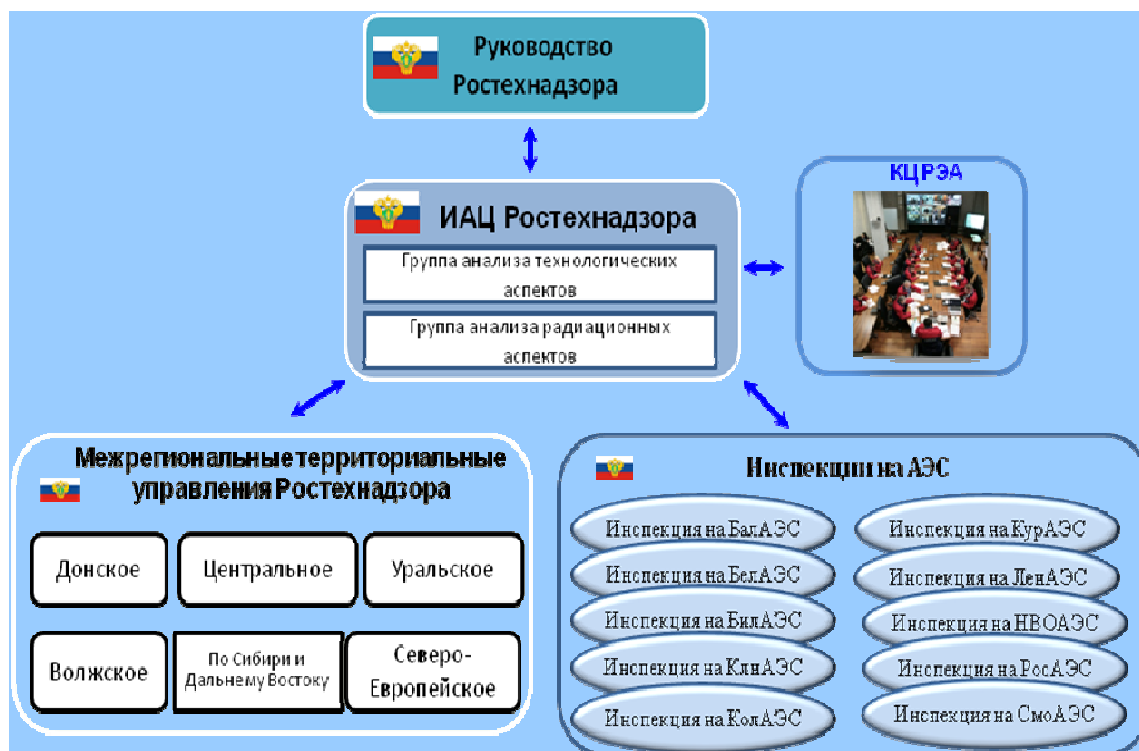 Руководство
Ростехнадзора
КЦ РЭА
ИАЦ Ростехнадзора
Группа анализа технологических
аспектов
Группа анализа радиационных
аспектов
Межрегиональные территориальные
управления Ростехнадзора
Донское
Центральное
Уральское
Волжское
По Сибири и
Дальнему Востоку
Северо-
Европейское
Инспекции на АЭС
Инспекция на БалАЭС
Инспекция на БелАЭС
Инспекция на БилАЭС
Инспекция на КлнАЭС
Инспекция на КолАЭС
Инспекция на КурАЭС
Инспекция на ЛенАЭС
Инспекция на НВОАЭС
Инспекция на РосАЭС
Инспекция на СмоАЭС